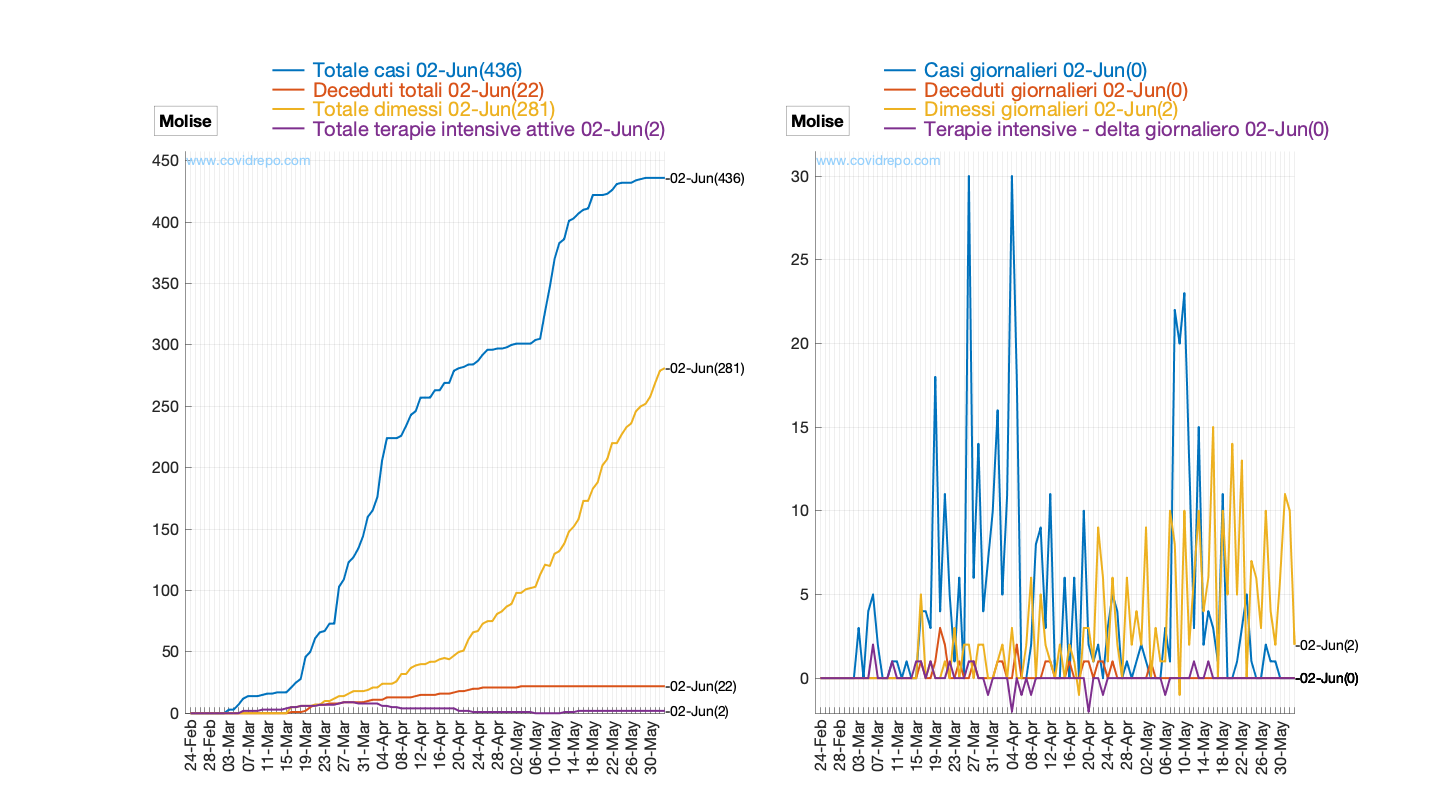 Totale casi 02-Jun(436)
Deceduti totali 02-Jun(22)
Totale dimessi 02-Jun(281)
Totale terapie intensive attive 02-Jun(2)
Molise
www.covidrepo.com
450
400
350
300
250
200
150
100
50
0
-02-Jun(436)
-02-Jun(281)
-02-Jun(22)
-02-Jun(2)
24-Feb
28-Feb
03-Mar
07-Mar
11-Mar
15-Mar
19-Mar
23-Mar
27-Mar
31-Mar
04-Apr
08-Apr
12-Apr
16-Apr
20-Apr
24-Apr
28-Apr
02-May
06-May
10-May
14-May
18-May
22-May
26-May
30-May
Casi giornalieri 02-Jun(0)
Deceduti giornalieri 02-Jun(0)
Dimessi giornalieri 02-Jun(2)
Terapie intensive - delta giornaliero 02-Jun(0)
Molise
www.covidrepo.com
30
25
20
15
10
5
0
-02-Jun(2)
-02-Jun(0)
24-Feb
28-Feb
03-Mar
07-Mar
11-Mar
15-Mar
19-Mar
23-Mar
27-Mar
31-Mar
04-Apr
08-Apr
12-Apr
16-Apr
20-Apr
24-Apr
28-Apr
02-May
06-May
10-May
14-May
18-May
22-May
26-May
30-May